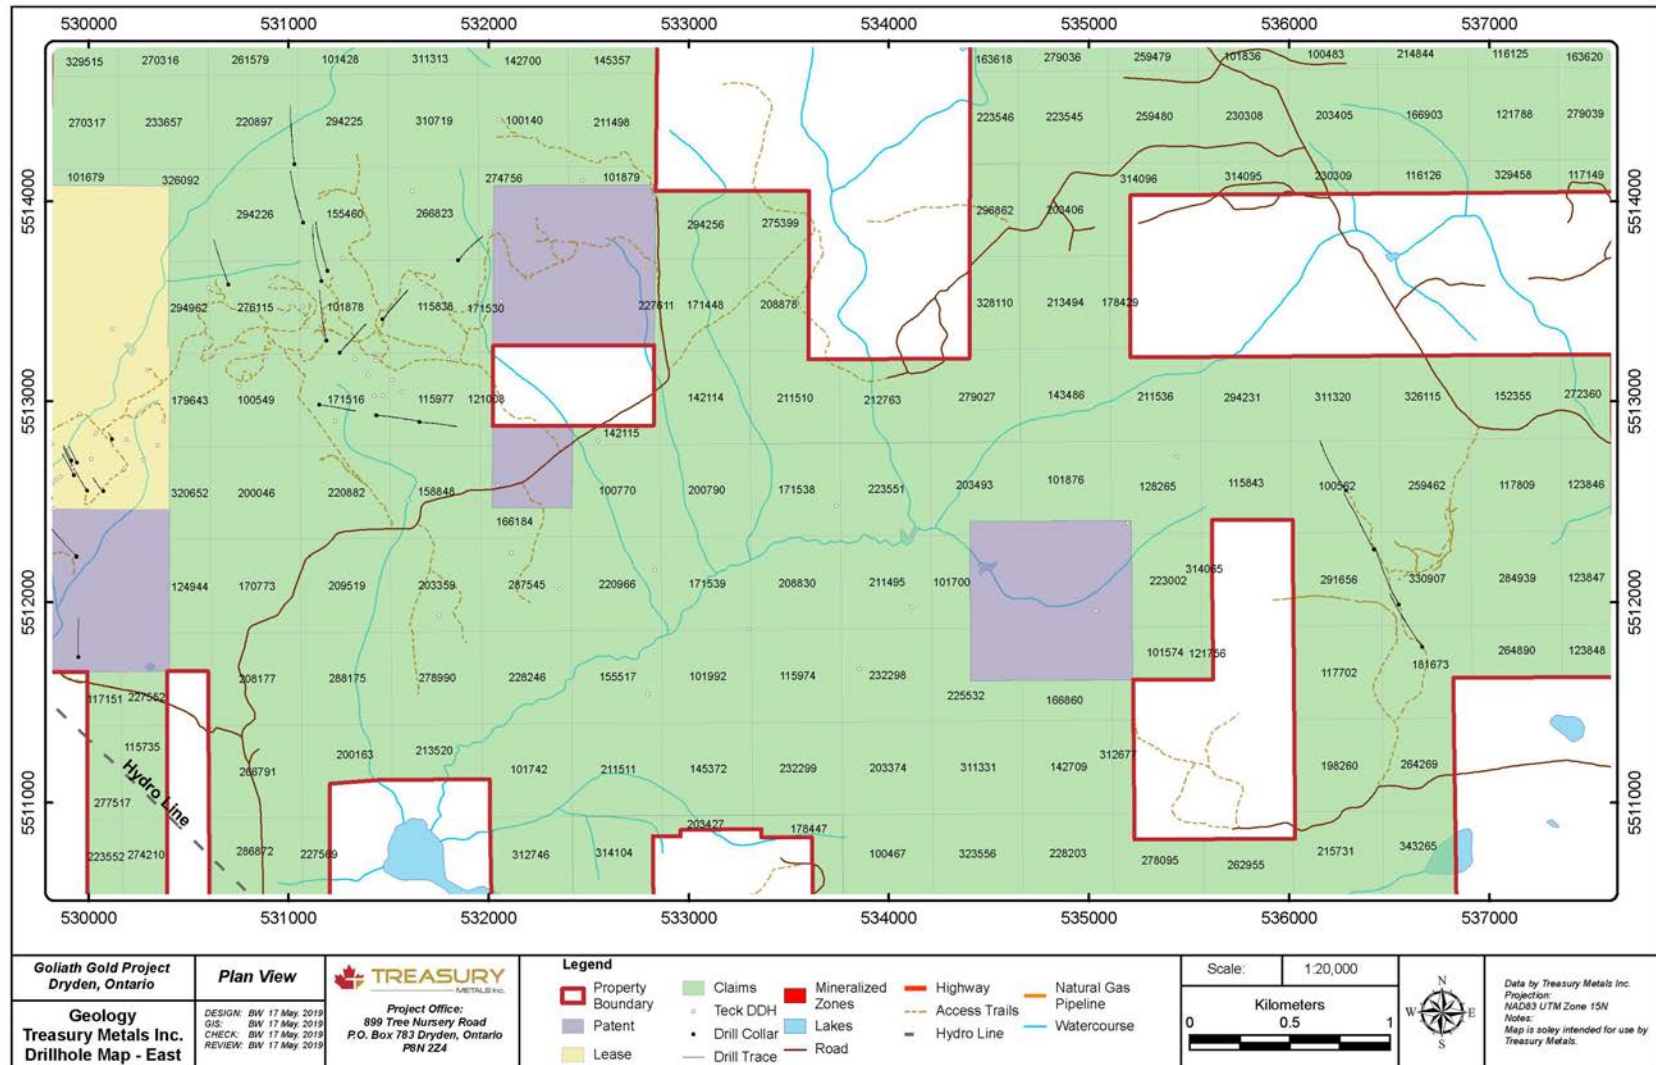 530000 531000 532000 533000 534000 535000 536000 537000
329515 270316 261579 101428 311313 142700 145357 163618 279036 259479 101836 100483 214844 116125 163620
270317 233657 220897 294225 310719 100140 211498 223546 223545 259480 230308 203405 166903 121788 279039
101679 326092 274756 101879 314096 314095 230309 116126 329458 117149
5514000 5514000
294226 155460 266823 294256 275399 296862 203406
294962 276115 101878 115838 171530 227611 171448 208878 328110 213494 178429
5513000 5513000
179643 100549 171516 115977 121008 142114 211510 212763 279027 143486 211536 294231 311320 326115 152355 272360
142115
320652 200046 220882 158848 100770 200790 171538 223551 203493 101876 128265 115843 100562 259462 117809 123846
166184
5512000 5512000
124944 170773 209519 203359 287545 220966 171539 208830 211495 101700 223002 314065 291656 330907 284939 123847
101574 121756 264890 123848
208177 288175 278990 228246 155517 101992 115974 232298 117702 181673
117151 227552 225532 166860
115735 200163 213520 312677
Hydro Line
266791 101742 211511 145372 232299 203374 311331 142709 198260 264269
5511000 5511000
277517
203427 178447
223552 274210 286872 227569 312746 314104 100467 323556 228203 278095 262955 215731 343265
530000 531000 532000 533000 534000 535000 536000 537000
Goliath Gold Project
Dryden, Ontario
Geology
Treasury Metals Inc.
Drillhole Map - East
Plan View
DESIGN: BW 17 May, 2019
GIS: BW 17 May, 2019
CHECK: BW 17 May, 2019
REVIEW: BW 17 May, 2019
TREASURY
METALS Inc.
Project Office:
899 Tree Nursery Road
P.O. Box 783 Dryden, Ontario
P8N 2Z4
Legend
Property Boundary
Patent
Lease
Claims
Teck DDH
Drill Collar
Drill Trace
Mineralized Zones
Lakes
Road
Highway
Access Trails
Hydro Line
Natural Gas Pipeline
Watercourse
Scale: 1:20,000
Kilometers
0 0.5 1
N
W E
S
Data by Treasury Metals Inc.
Projection:
NAD83 UTM Zone 15N
Notes:
Map is soley intended for use by
Treasury Metals.